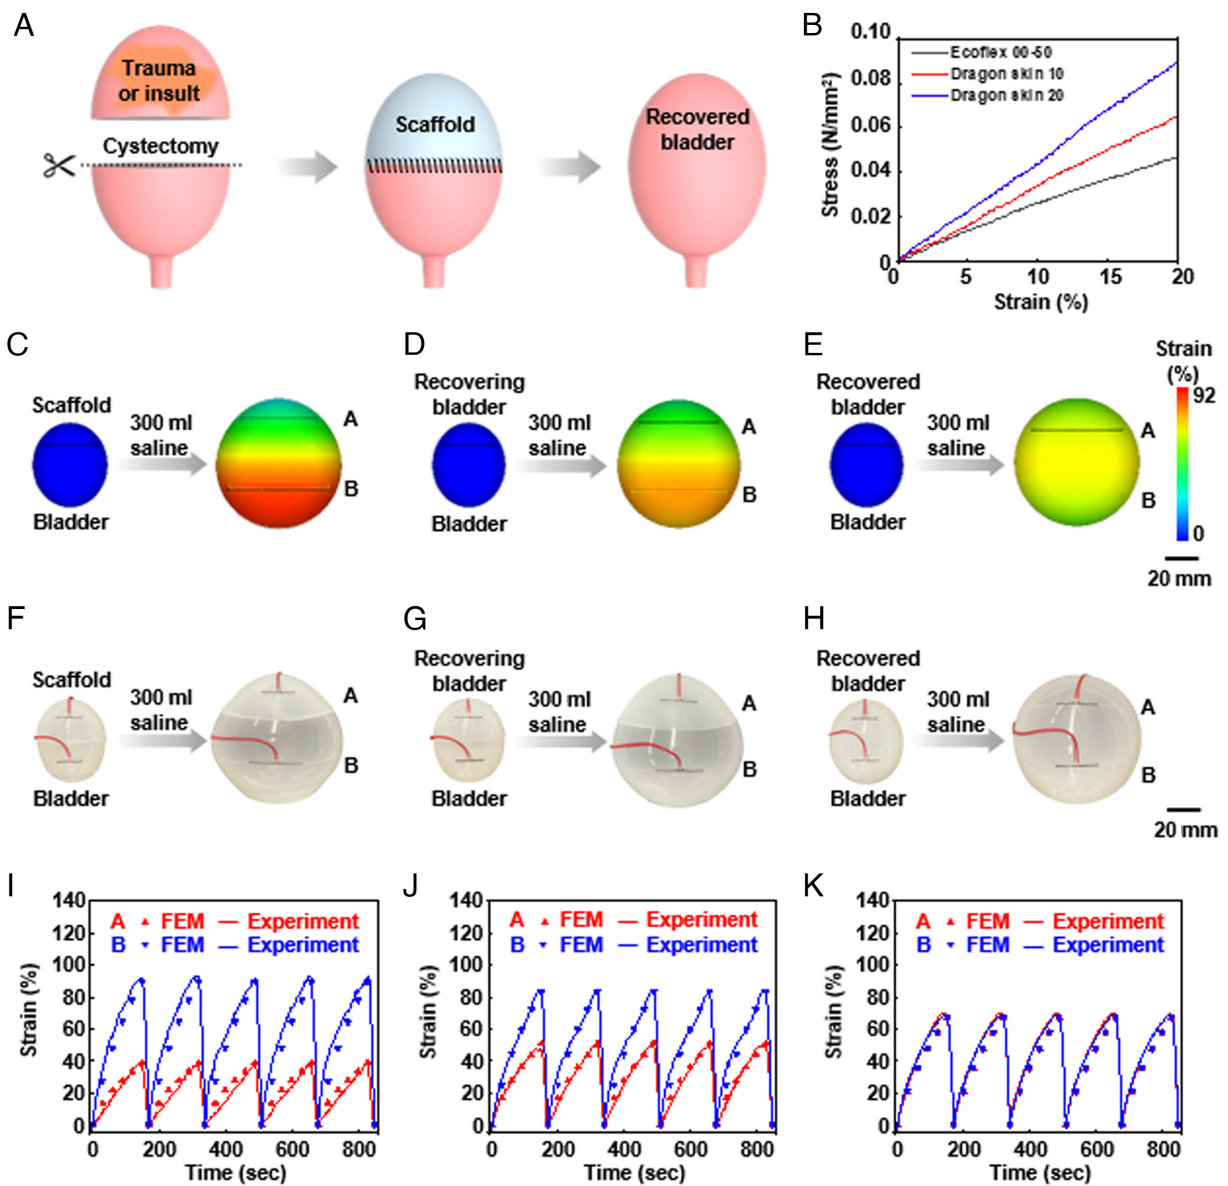 A
Trauma
or insult
Cystectomy
Scaffold
Recovered
bladder
B
0.10
0.08
0.06
0.04
0.02
0
Stress (N/mm²)
Ecoflex 00-50
Dragon skin 10
Dragon skin 20
0 5 10 15 20
Strain (%)
C
Scaffold
300 ml
saline
Bladder
A
B
D
Recovering
bladder
300 ml
saline
Bladder
A
B
E
Recovered
bladder
300 ml
saline
Bladder
A
B
Strain
(%)
92
0
20 mm
F
Scaffold
300 ml
saline
Bladder
A
B
G
Recovering
bladder
300 ml
saline
Bladder
A
B
H
Recovered
bladder
300 ml
saline
Bladder
A
B
20 mm
I
140
120
100
80
60
40
20
0
Strain (%)
A FEM Experiment
B FEM Experiment
0 200 400 600 800
Time (sec)
J
140
120
100
80
60
40
20
0
Strain (%)
A FEM Experiment
B FEM Experiment
0 200 400 600 800
Time (sec)
K
140
120
100
80
60
40
20
0
Strain (%)
A FEM Experiment
B FEM Experiment
0 200 400 600 800
Time (sec)